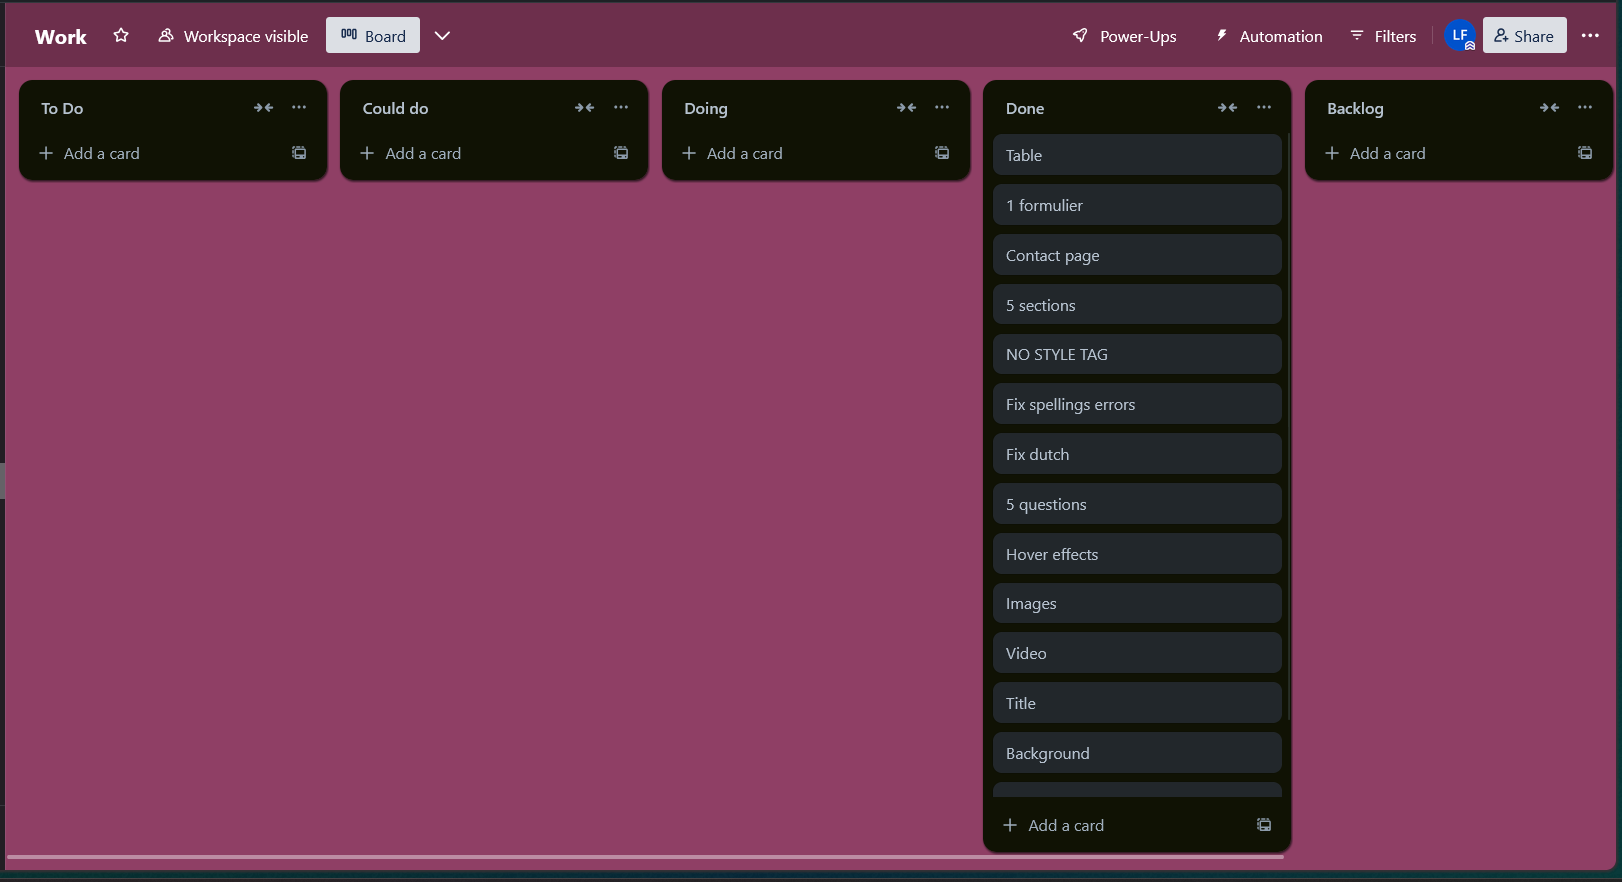 Work
Workspace visible
Board
Power-Ups
Automation
Filters
LF
Share
To Do
Add a card
Could do
Add a card
Doing
Add a card
Done
Table
1 formulier
Contact page
5 sections
NO STYLE TAG
Fix spellings errors
Fix dutch
5 questions
Hover effects
Images
Video
Title
Background
Add a card
Backlog
Add a card